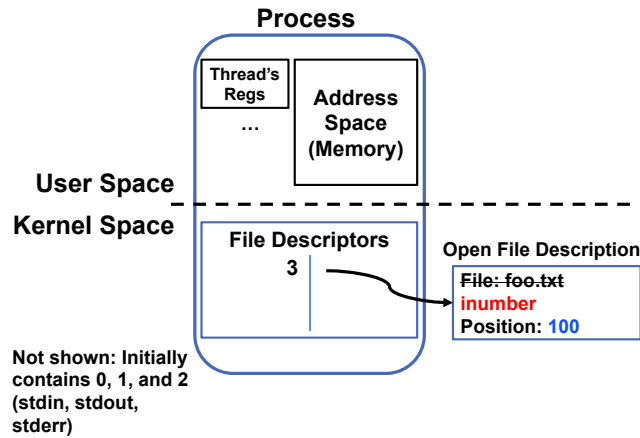 Process
Thread's
Regs
...
Address
Space
(Memory)
User Space
Kernel Space
File Descriptors
3
Open File Description
File: foo.txt
inumber
Position: 100
Not shown: Initially
contains 0, 1, and 2
(stdin, stdout,
stderr)